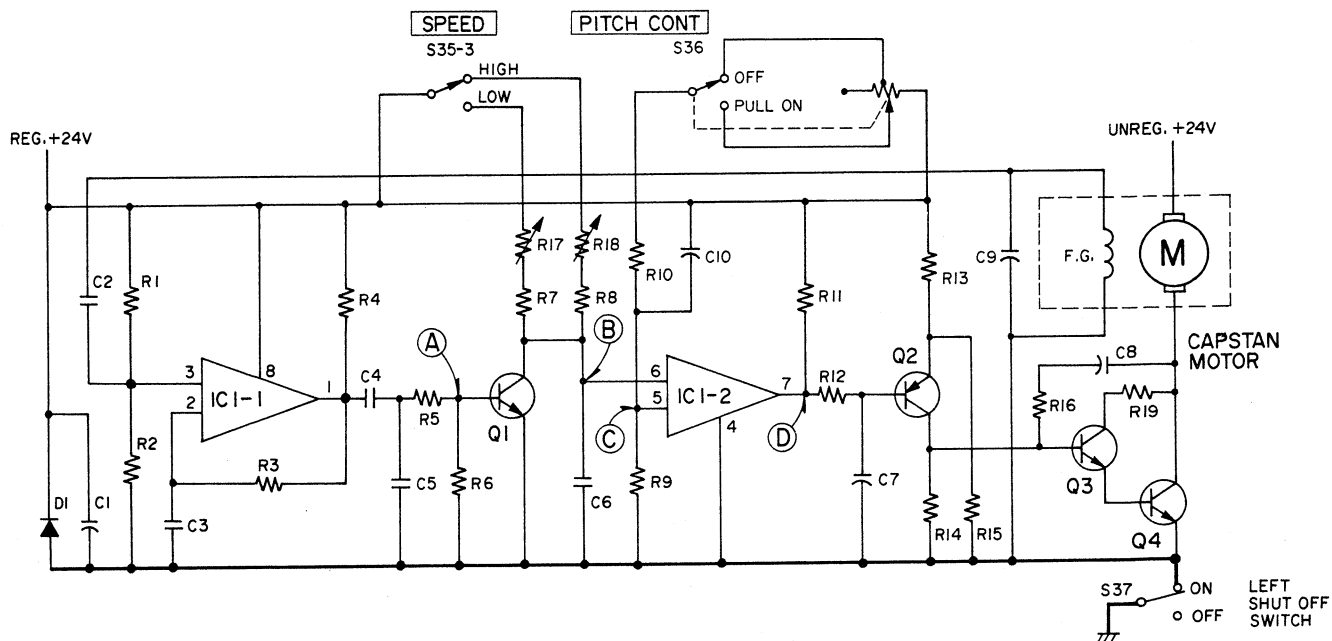 SPEED
PITCH CONT
S35-3
S36
HIGH
OFF
LOW
PULL ON
REG. +24V
UNREG. +24V
R17
R18
C10
C2
R1
R4
R10
R13
C9
F.G.
M
R7
R8
R11
A
B
CAPSTAN
MOTOR
3
8
C4
6
Q2
C8
IC1-1
1
IC1-2
7
R12
2
R5
5
R16
R19
Q1
C
4
D
R2
R3
Q3
D1
C1
C5
R6
C6
R9
C7
C3
R14
R15
Q4
S37
ON
LEFT
SHUT OFF
OFF
SWITCH